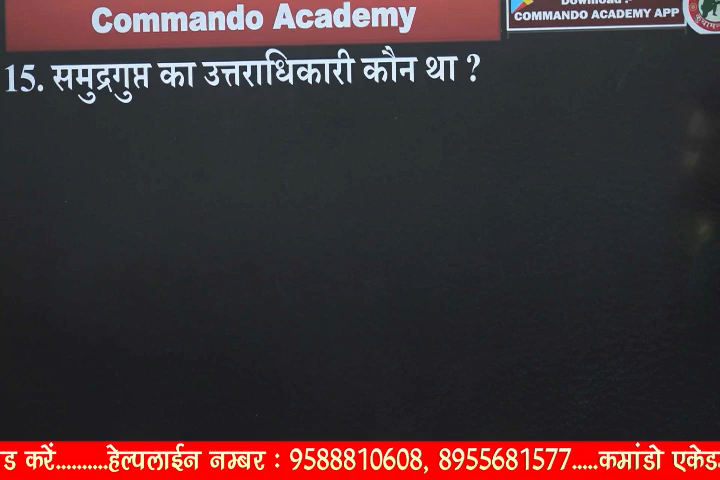 Commando Academy
Download :-
COMMANDO ACADEMY APP
15. समुद्रगुप्त का उत्तराधिकारी कौन था ?
ड करें..........हेल्पलाईन नम्बर : 9588810608, 8955681577.....कमांडो एकेड